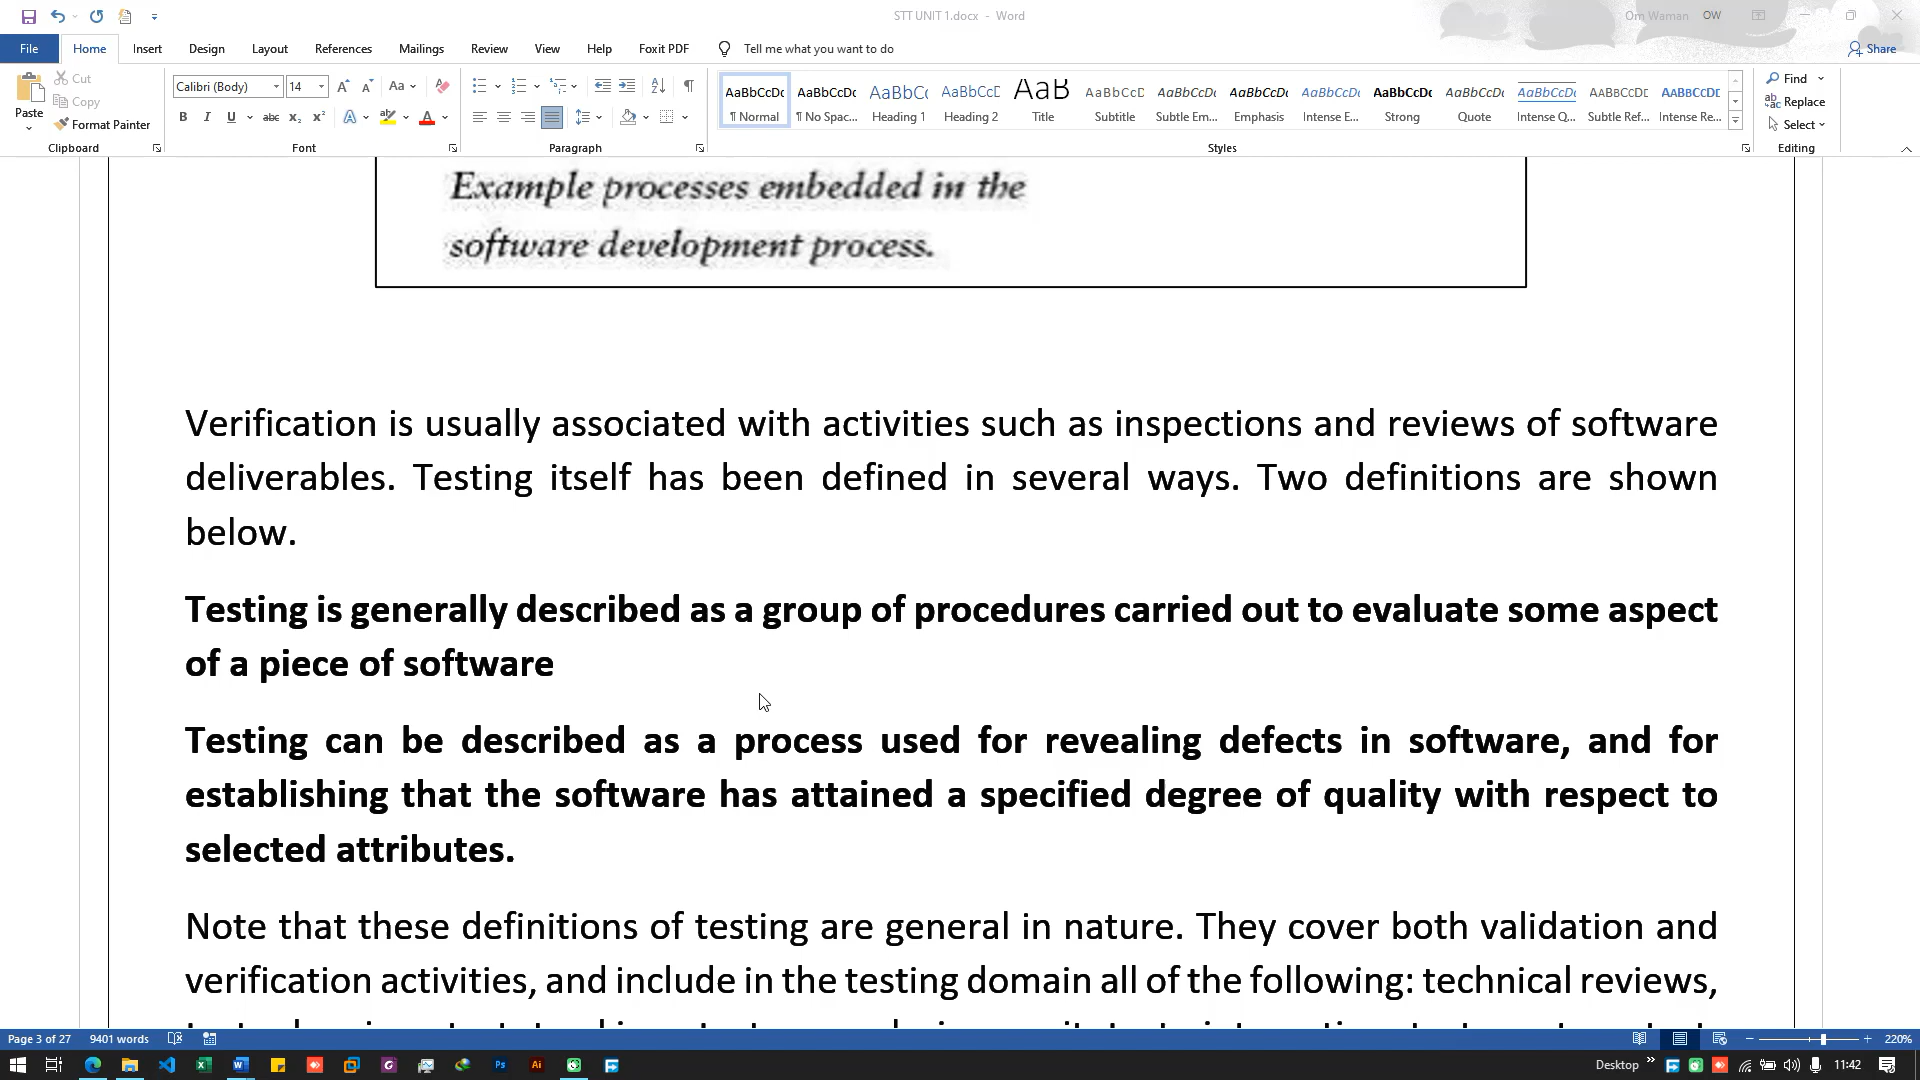 STT UNIT 1.docx - Word
Om Warnan OW
File Home Insert Design Layout References Mailings Review View Help Foxit PDF Tell me what you want to do Share
Paste
Cut
Copy
Format Painter
Clipboard
Calibri (Body) 14
Font
Paragraph
AaBbCcDc AaBbCcDc AaBbC AaBbCcD AaB AaBbCcD AaBbCcDc AaBbCcDc AaBbCcDc AaBbCcDc AaBbCcDc AaBbCcDc AABBCCDE AABBCCDE
¶ Normal ¶ No Spac... Heading 1 Heading 2 Title Subtitle Subtle Em... Emphasis Intense E... Strong Quote Intense Q... Subtle Ref... Intense Re...
Styles
Find
Replace
Select
Editing
Example processes embedded in the
software development process.
Verification is usually associated with activities such as inspections and reviews of software
deliverables. Testing itself has been defined in several ways. Two definitions are shown
below.
Testing is generally described as a group of procedures carried out to evaluate some aspect
of a piece of software
Testing can be described as a process used for revealing defects in software, and for
establishing that the software has attained a specified degree of quality with respect to
selected attributes.
Note that these definitions of testing are general in nature. They cover both validation and
verification activities, and include in the testing domain all of the following: technical reviews,
Page 3 of 27 9401 words 220%
Desktop 11:42